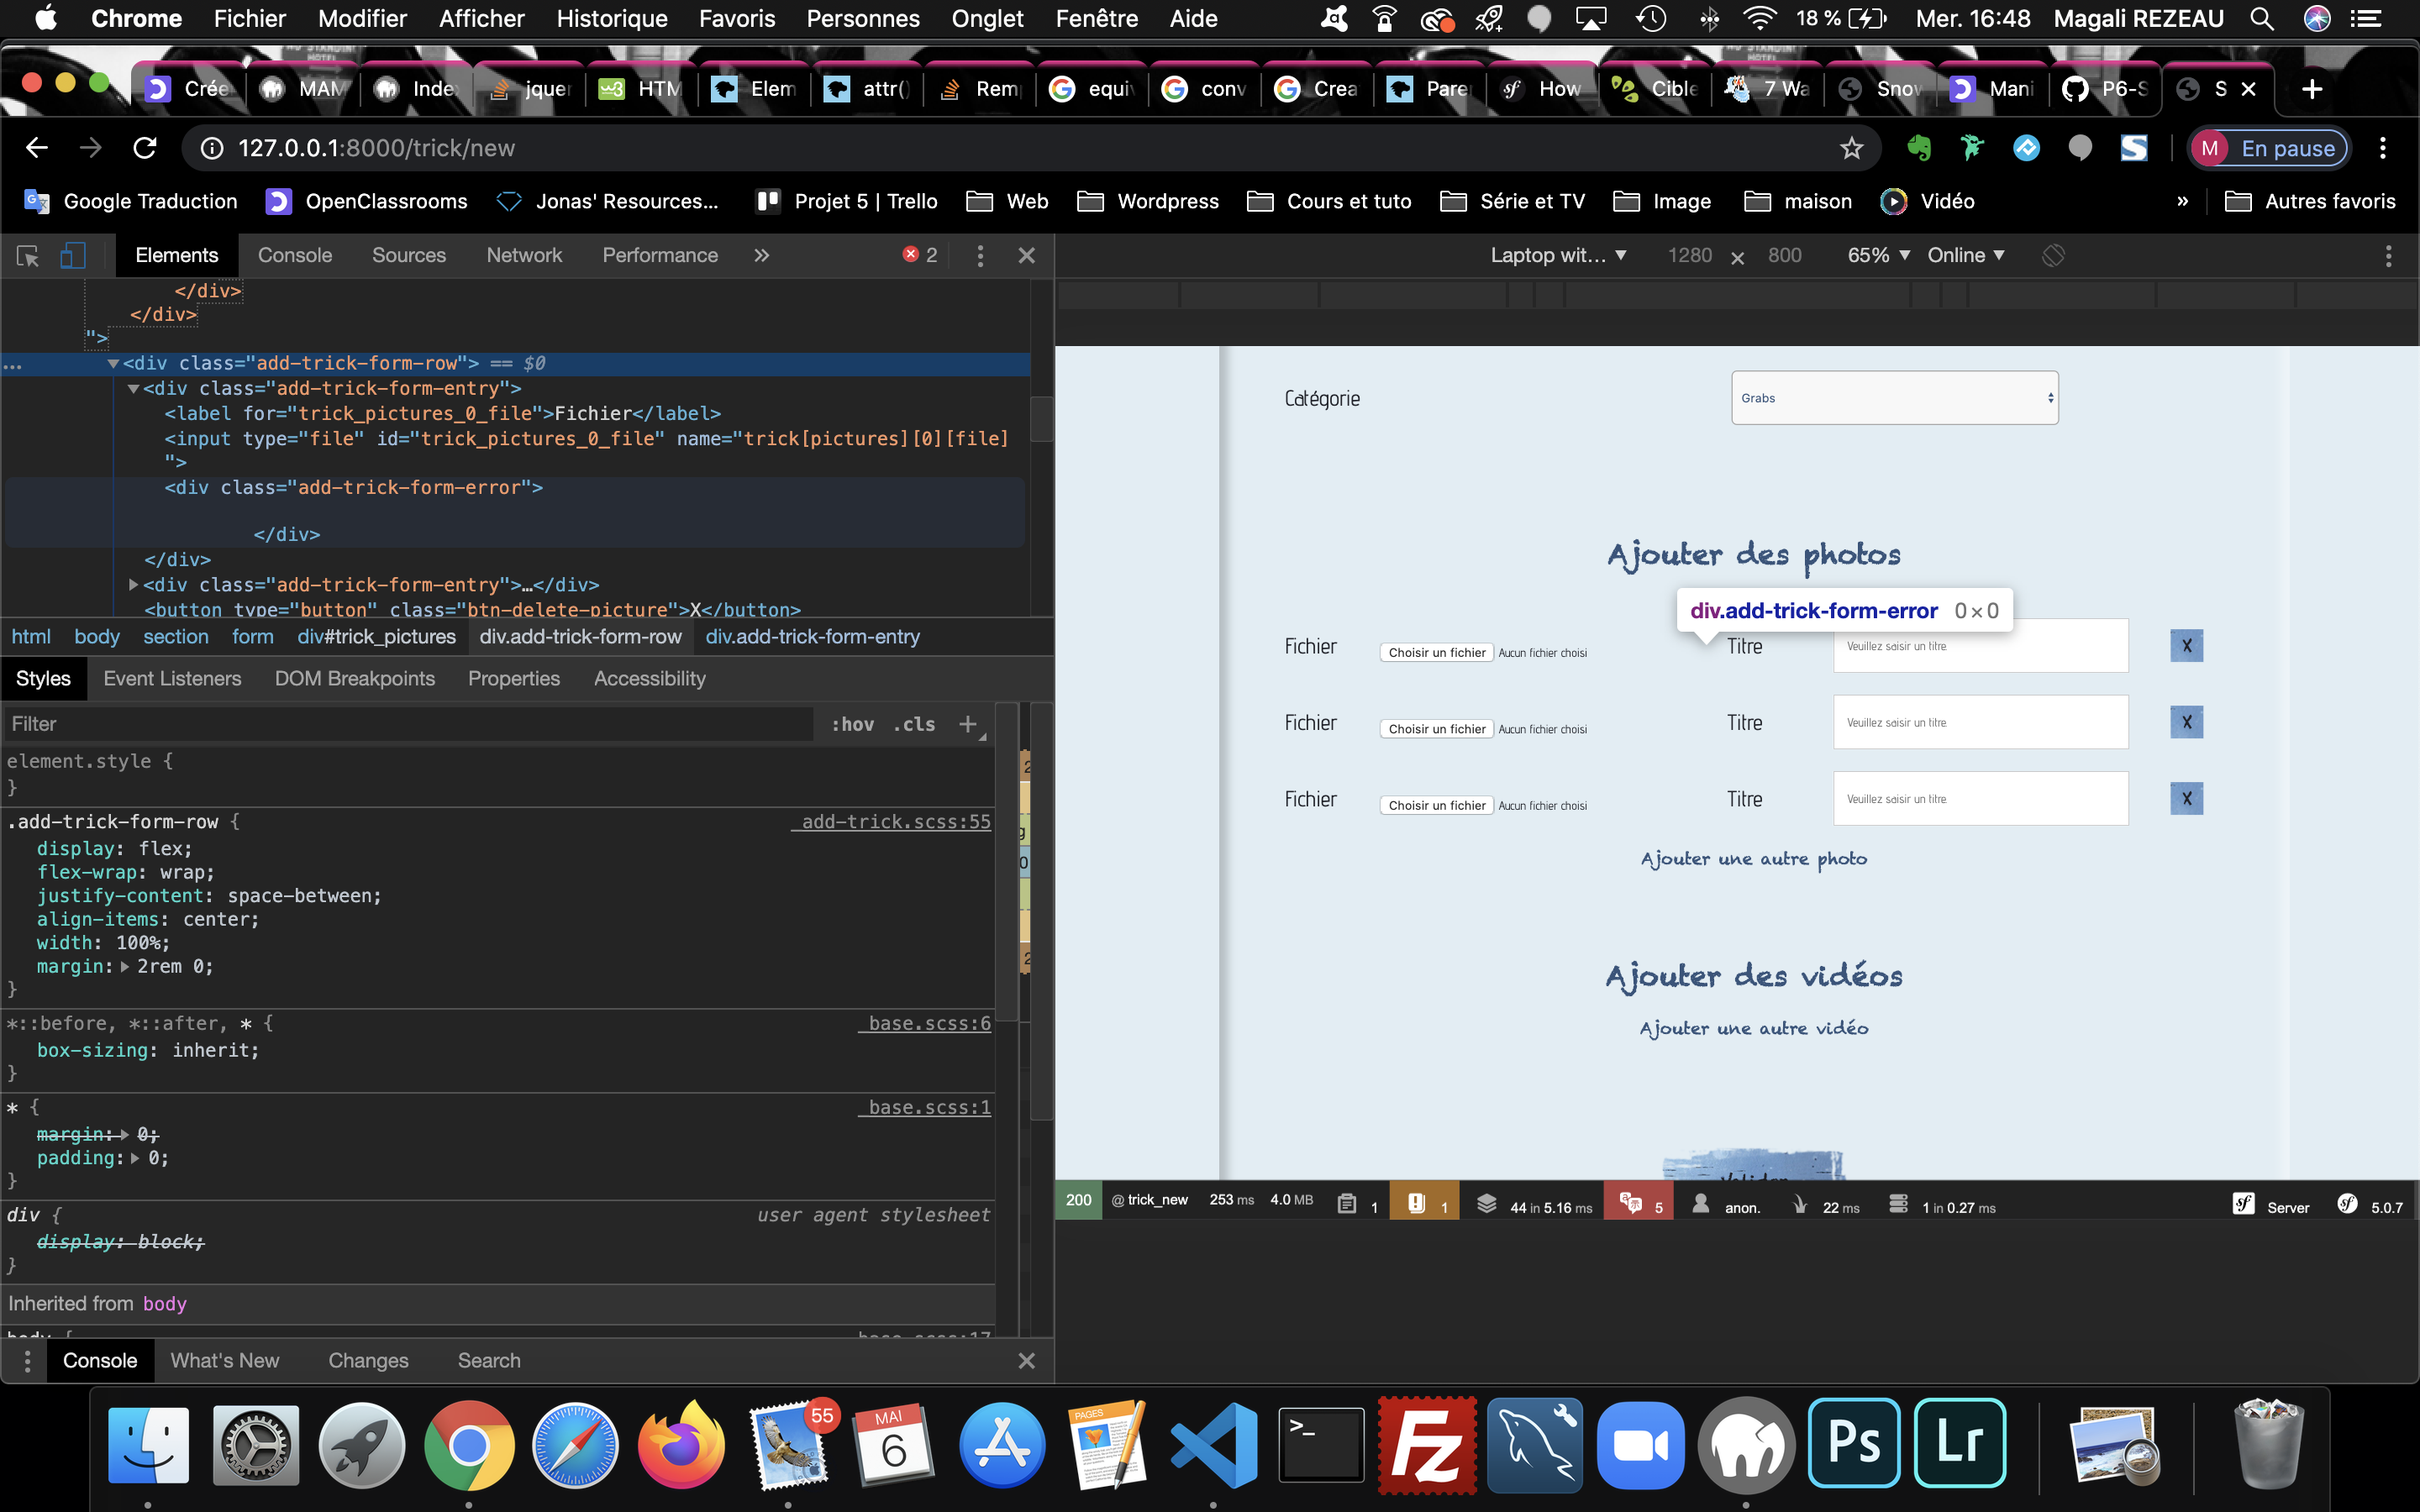 Chrome Fichier Modifier Afficher Historique Favoris Personnes Onglet Fenêtre Aide 18 % Mer. 16:48 Magali REZEAU
Crée MAM Inde jquer HTM Elem attr() Rem equiv conv Crea Pare How Cible 7 Wa Snov Mani P6-S S
127.0.0.1:8000/trick/new M En pause
Google Traduction OpenClassrooms Jonas' Resources... Projet 5 | Trello Web Wordpress Cours et tuto Série et TV Image maison Vidéo » Autres favoris
Elements Console Sources Network Performance » 2
Laptop wit... 1280 × 800 65% Online
</div>
</div>
">
<div class="add-trick-form-row"> == $0
<div class="add-trick-form-entry">
<label for="trick_pictures_0_file">Fichier</label>
<input type="file" id="trick_pictures_0_file" name="trick[pictures][0][file]
">
<div class="add-trick-form-error">
</div>
</div>
<div class="add-trick-form-entry">…</div>
<button type="button" class="btn-delete-picture">X</button>
html body section form div#trick_pictures div.add-trick-form-row div.add-trick-form-entry
Styles Event Listeners DOM Breakpoints Properties Accessibility
Filter :hov .cls +
element.style {
}
.add-trick-form-row { _add-trick.scss:55
display: flex;
flex-wrap: wrap;
justify-content: space-between;
align-items: center;
width: 100%;
margin: 2rem 0;
}
*::before, *::after, * { _base.scss:6
box-sizing: inherit;
}
* { _base.scss:1
margin: 0;
padding: 0;
}
div { user agent stylesheet
display: block;
}
Inherited from body
body { _base.scss:17
Console What's New Changes Search
Catégorie Grabs
Ajouter des photos
div.add-trick-form-error 0 × 0
Fichier Choisir un fichier Aucun fichier choisi Titre Veuillez saisir un titre X
Fichier Choisir un fichier Aucun fichier choisi Titre Veuillez saisir un titre X
Fichier Choisir un fichier Aucun fichier choisi Titre Veuillez saisir un titre X
Ajouter une autre photo
Ajouter des vidéos
Ajouter une autre vidéo
Valider
200 @ trick_new 253 ms 4.0 MB 1 1 44 in 5.16 ms 5 anon. 22 ms 1 in 0.27 ms Server 5.0.7
55 MAI 6 PAGES >_ Fz Ps Lr